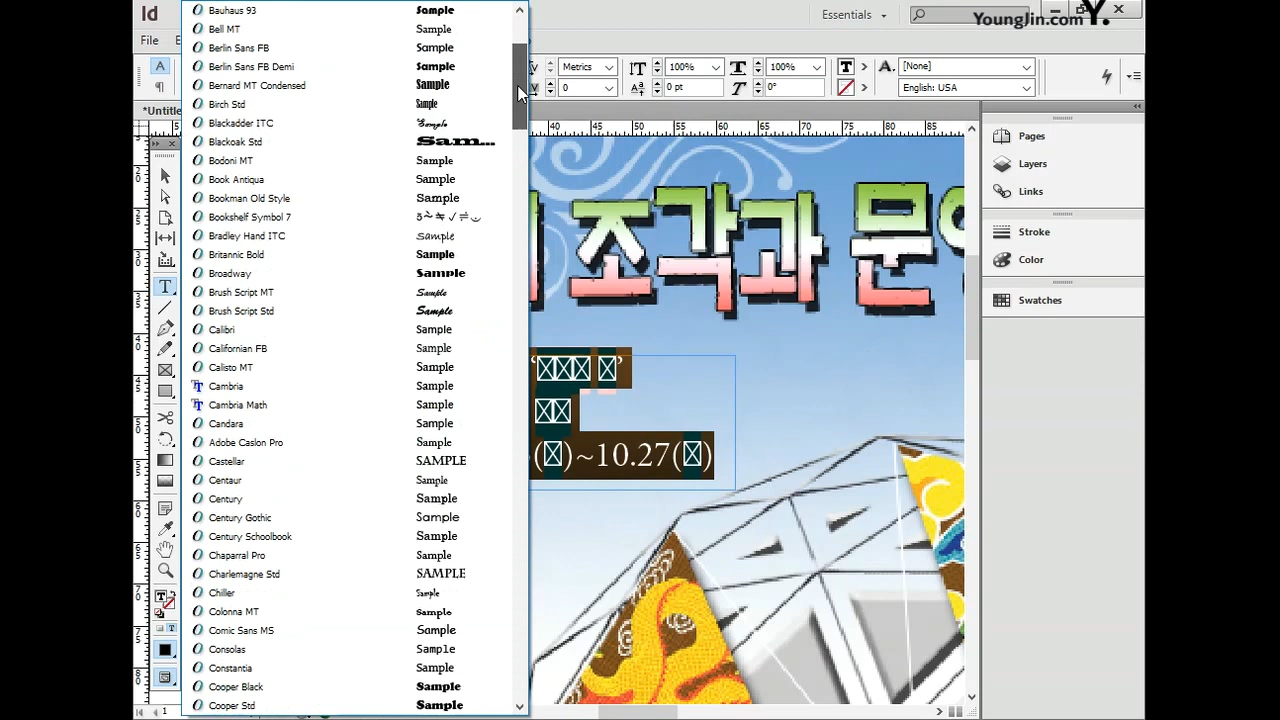 Id
Essentials
YoungJin.com Y.
File
Bauhaus 93 Sample
Bell MT Sample
Berlin Sans FB Sample
Berlin Sans FB Demi Sample
Bernard MT Condensed Sample
Birch Std Sample
Blackadder ITC Sample
Blackoak Std Sam...
Bodoni MT Sample
Book Antiqua Sample
Bookman Old Style Sample
Bookshelf Symbol 7
Bradley Hand ITC Sample
Britannic Bold Sample
Broadway Sample
Brush Script MT Sample
Brush Script Std Sample
Calibri Sample
Californian FB Sample
Calisto MT Sample
Cambria Sample
Cambria Math Sample
Candara Sample
Adobe Caslon Pro Sample
Castellar SAMPLE
Centaur Sample
Century Sample
Century Gothic Sample
Century Schoolbook Sample
Chaparral Pro Sample
Charlemagne Std SAMPLE
Chiller Sample
Colonna MT Sample
Comic Sans MS Sample
Consolas Sample
Constantia Sample
Cooper Black Sample
Cooper Std Sample
Metrics 100% 100% [None]
0 0 pt 0° English: USA
*Untitle
40 45 50 55 60 65 70 75 80 85
조각과
(☒)~10.27(☒)
Pages
Layers
Links
Stroke
Color
Swatches
1